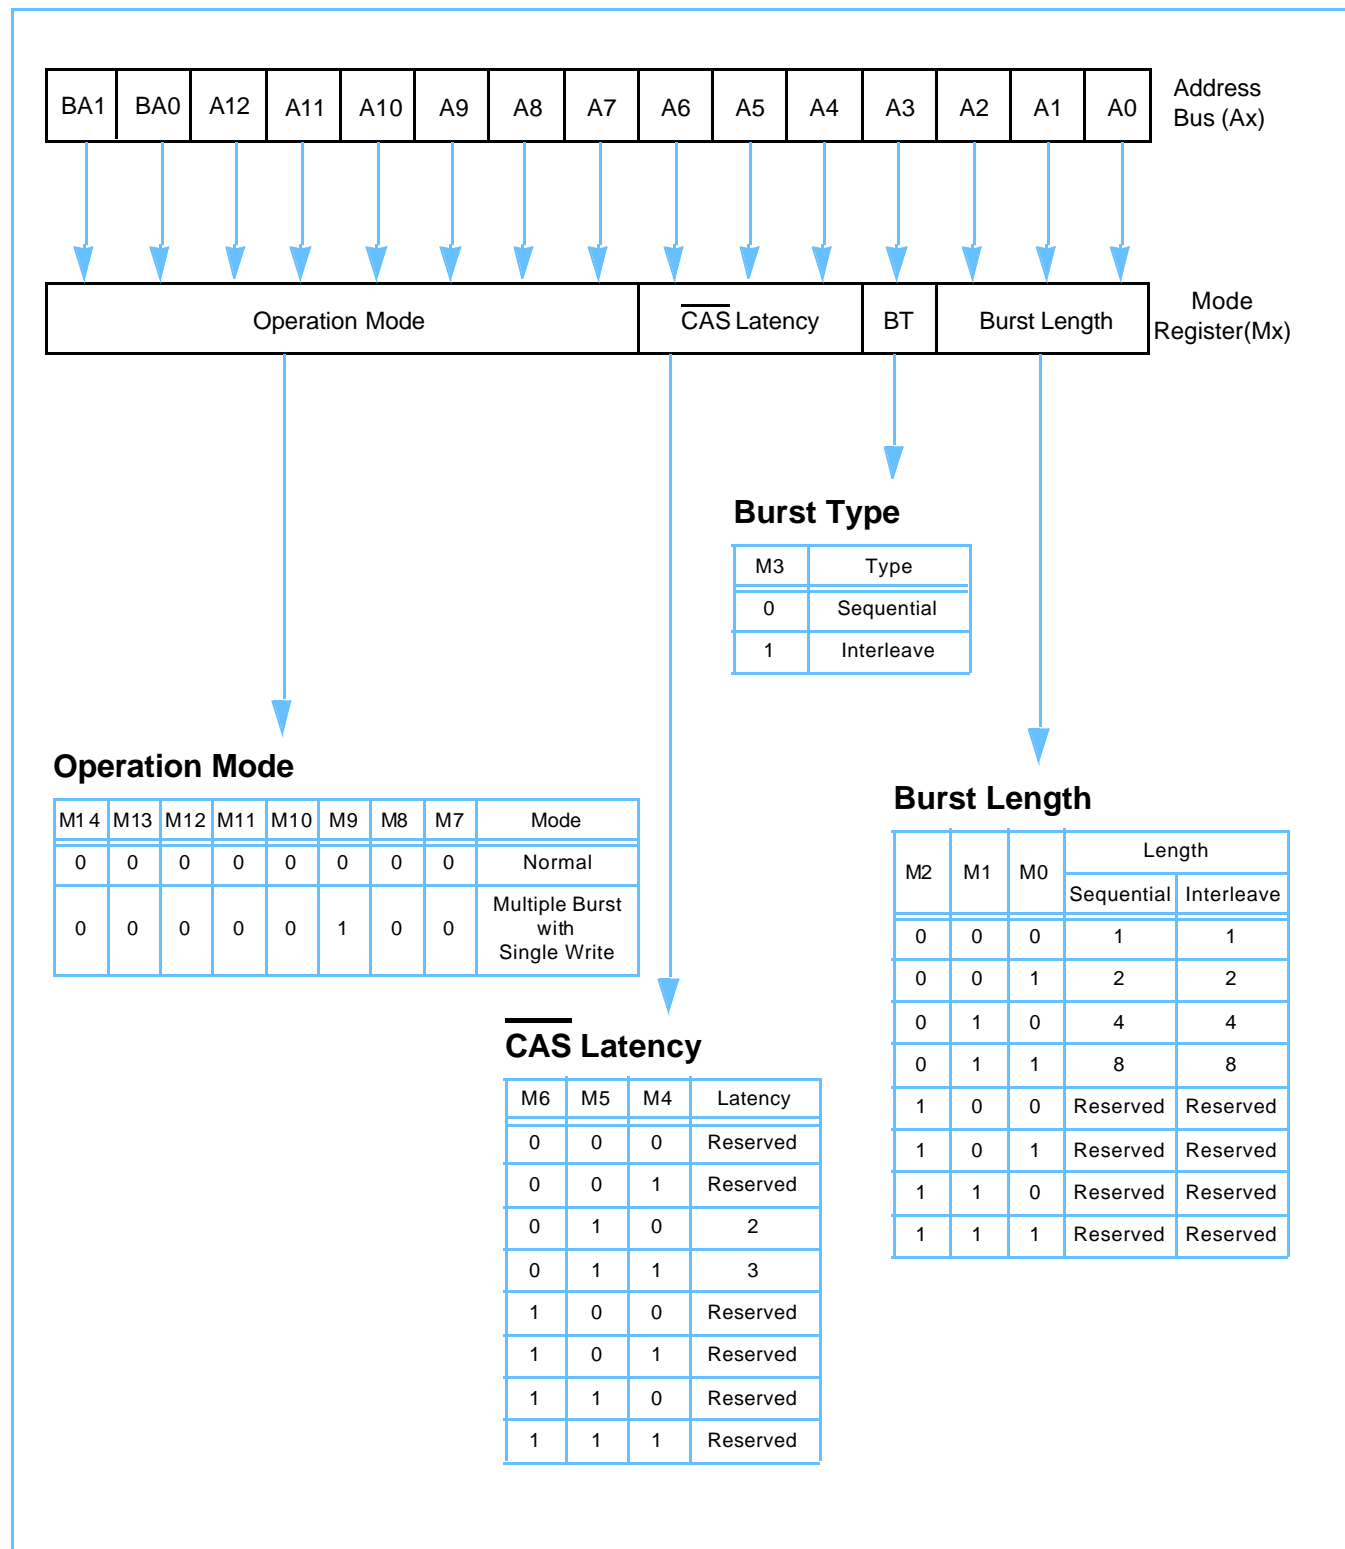 BA1 BA0 A12 A11 A10 A9 A8 A7 A6 A5 A4 A3 A2 A1 A0
Address
Bus (Ax)
Operation Mode CAS Latency BT Burst Length
Mode
Register(Mx)
Burst Type
M3 Type
0 Sequential
1 Interleave
Operation Mode
M14 M13 M12 M11 M10 M9 M8 M7 Mode
0 0 0 0 0 0 0 0 Normal
0 0 0 0 0 1 0 0 Multiple Burst
with
Single Write
Burst Length
M2 M1 M0 Length
Sequential Interleave
0 0 0 1 1
0 0 1 2 2
0 1 0 4 4
0 1 1 8 8
1 0 0 Reserved Reserved
1 0 1 Reserved Reserved
1 1 0 Reserved Reserved
1 1 1 Reserved Reserved
CAS Latency
M6 M5 M4 Latency
0 0 0 Reserved
0 0 1 Reserved
0 1 0 2
0 1 1 3
1 0 0 Reserved
1 0 1 Reserved
1 1 0 Reserved
1 1 1 Reserved